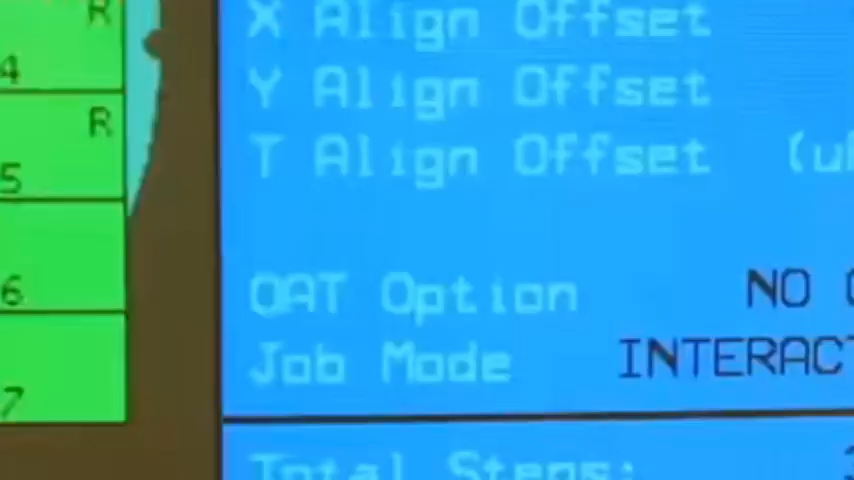 R
4
R
5
6
7
X Align Offset
Y Align Offset
T Align Offset
OAT Option NO
Job Mode INTERACT
Total Steps: